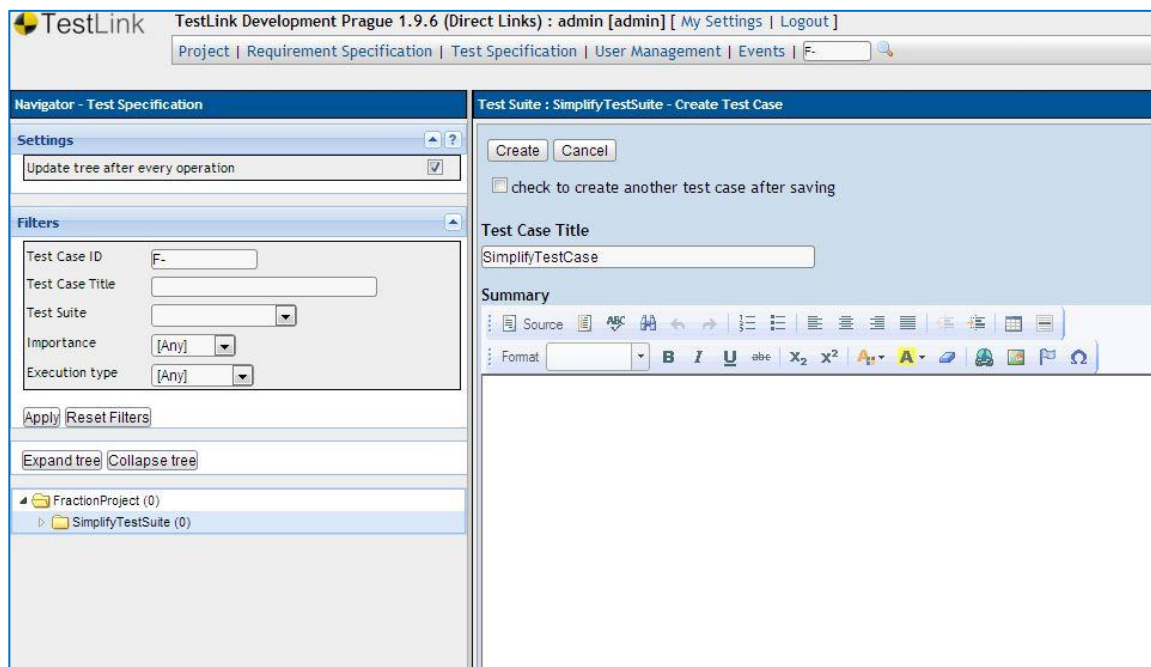 TestLink
TestLink Development Prague 1.9.6 (Direct Links) : admin [admin] [ My Settings | Logout ]
Project | Requirement Specification | Test Specification | User Management | Events | F-
Navigator - Test Specification
Settings
?
Update tree after every operation
Filters
Test Case ID F-
Test Case Title
Test Suite
Importance [Any]
Execution type [Any]
Apply Reset Filters
Expand tree Collapse tree
FractionProject (0)
SimplifyTestSuite (0)
Test Suite : SimplifyTestSuite - Create Test Case
Create Cancel
check to create another test case after saving
Test Case Title
SimplifyTestCase
Summary
Source ABC
Format B I U abc X₂ X² A A Ω